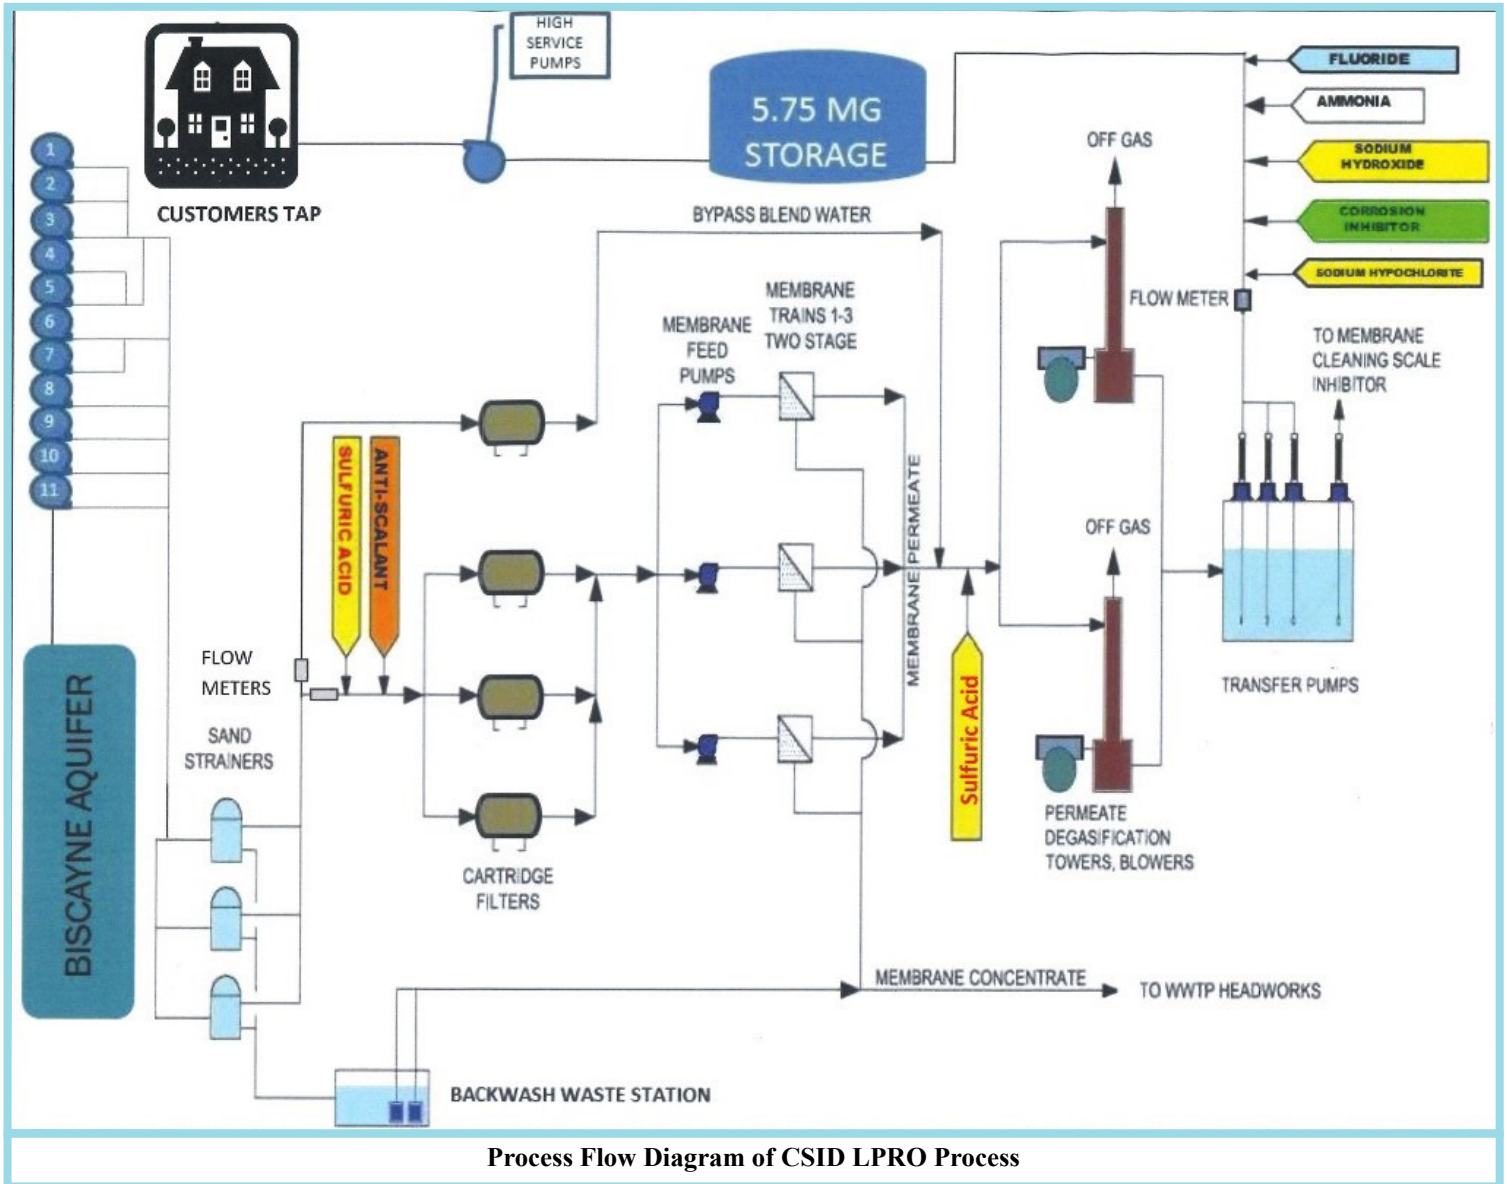 HIGH
SERVICE
PUMPS
5.75 MG
STORAGE
CUSTOMERS TAP
1
2
3
4
5
6
7
8
9
10
11
FLUORIDE
AMMONIA
SODIUM
HYDROXIDE
CORROSION
INHIBITOR
SODIUM HYPOCHLORITE
FLOW METER
OFF GAS
BYPASS BLEND WATER
MEMBRANE
TRAINS 1-3
TWO STAGE
MEMBRANE
FEED
PUMPS
TO MEMBRANE
CLEANING SCALE
INHIBITOR
SULFURIC ACID
ANTI-SCALANT
MEMBRANE PERMEATE
OFF GAS
Sulfuric Acid
TRANSFER PUMPS
FLOW
METERS
SAND
STRAINERS
BISCAYNE AQUIFER
CARTRIDGE
FILTERS
PERMEATE
DEGASIFICATION
TOWERS, BLOWERS
MEMBRANE CONCENTRATE
TO WWTP HEADWORKS
BACKWASH WASTE STATION
Process Flow Diagram of CSID LPRO Process